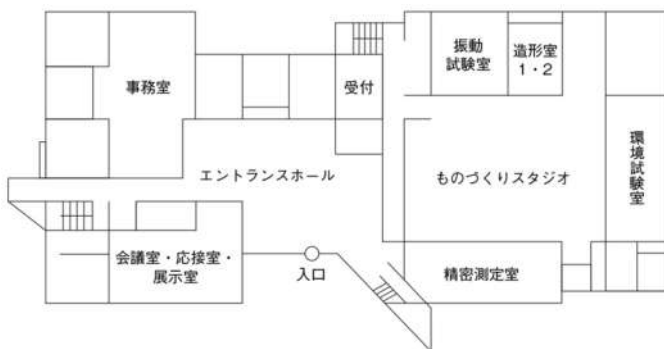 振動
試験室
造形室
1・2
事務室
受付
環境試験室
エントランスホール
ものづくりスタジオ
会議室・応接室・
展示室
入口
精密測定室